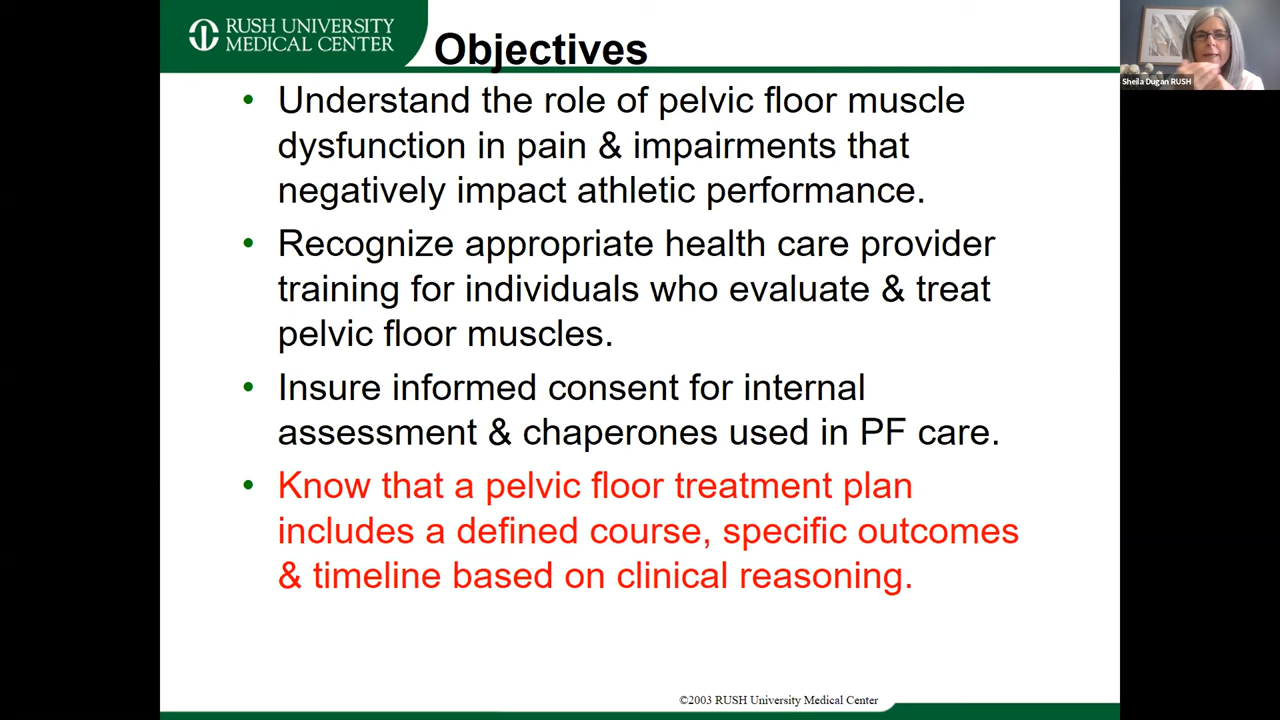 RUSH UNIVERSITY
MEDICAL CENTER
Objectives
Sheila Dugan RUSH
• Understand the role of pelvic floor muscle
dysfunction in pain & impairments that
negatively impact athletic performance.
• Recognize appropriate health care provider
training for individuals who evaluate & treat
pelvic floor muscles.
• Insure informed consent for internal
assessment & chaperones used in PF care.
• Know that a pelvic floor treatment plan
includes a defined course, specific outcomes
& timeline based on clinical reasoning.
©2003 RUSH University Medical Center